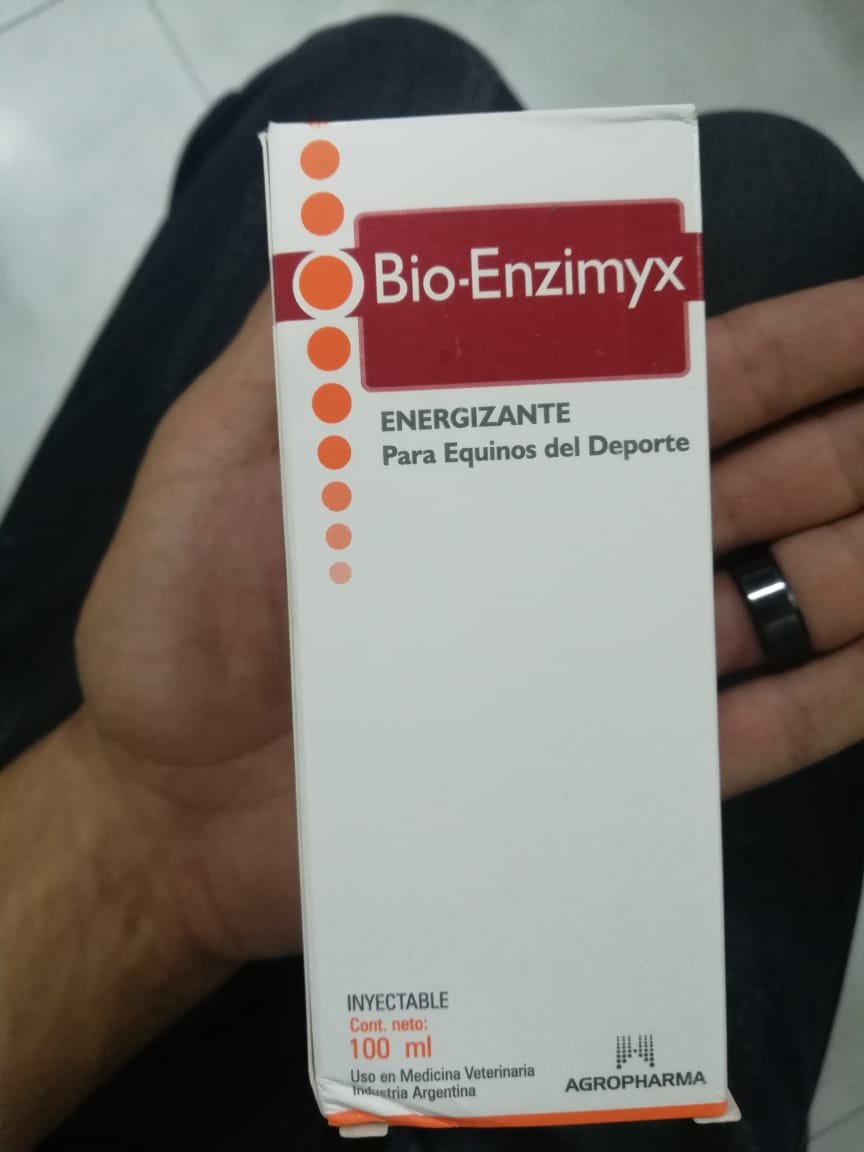 Bio-Enzimyx
ENERGIZANTE
Para Equinos del Deporte
INYECTABLE
Cont. neto:
100 ml
Uso en Medicina Veterinaria
Industria Argentina
AGROPHARMA